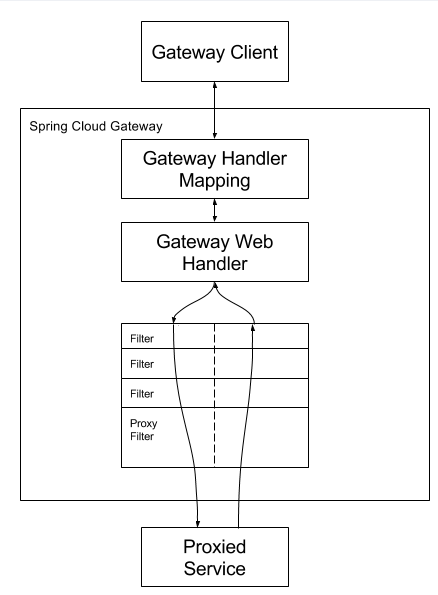 Gateway Client
Spring Cloud Gateway
Gateway Handler
Mapping
Gateway Web
Handler
Filter
Filter
Filter
Proxy
Filter
Proxied
Service